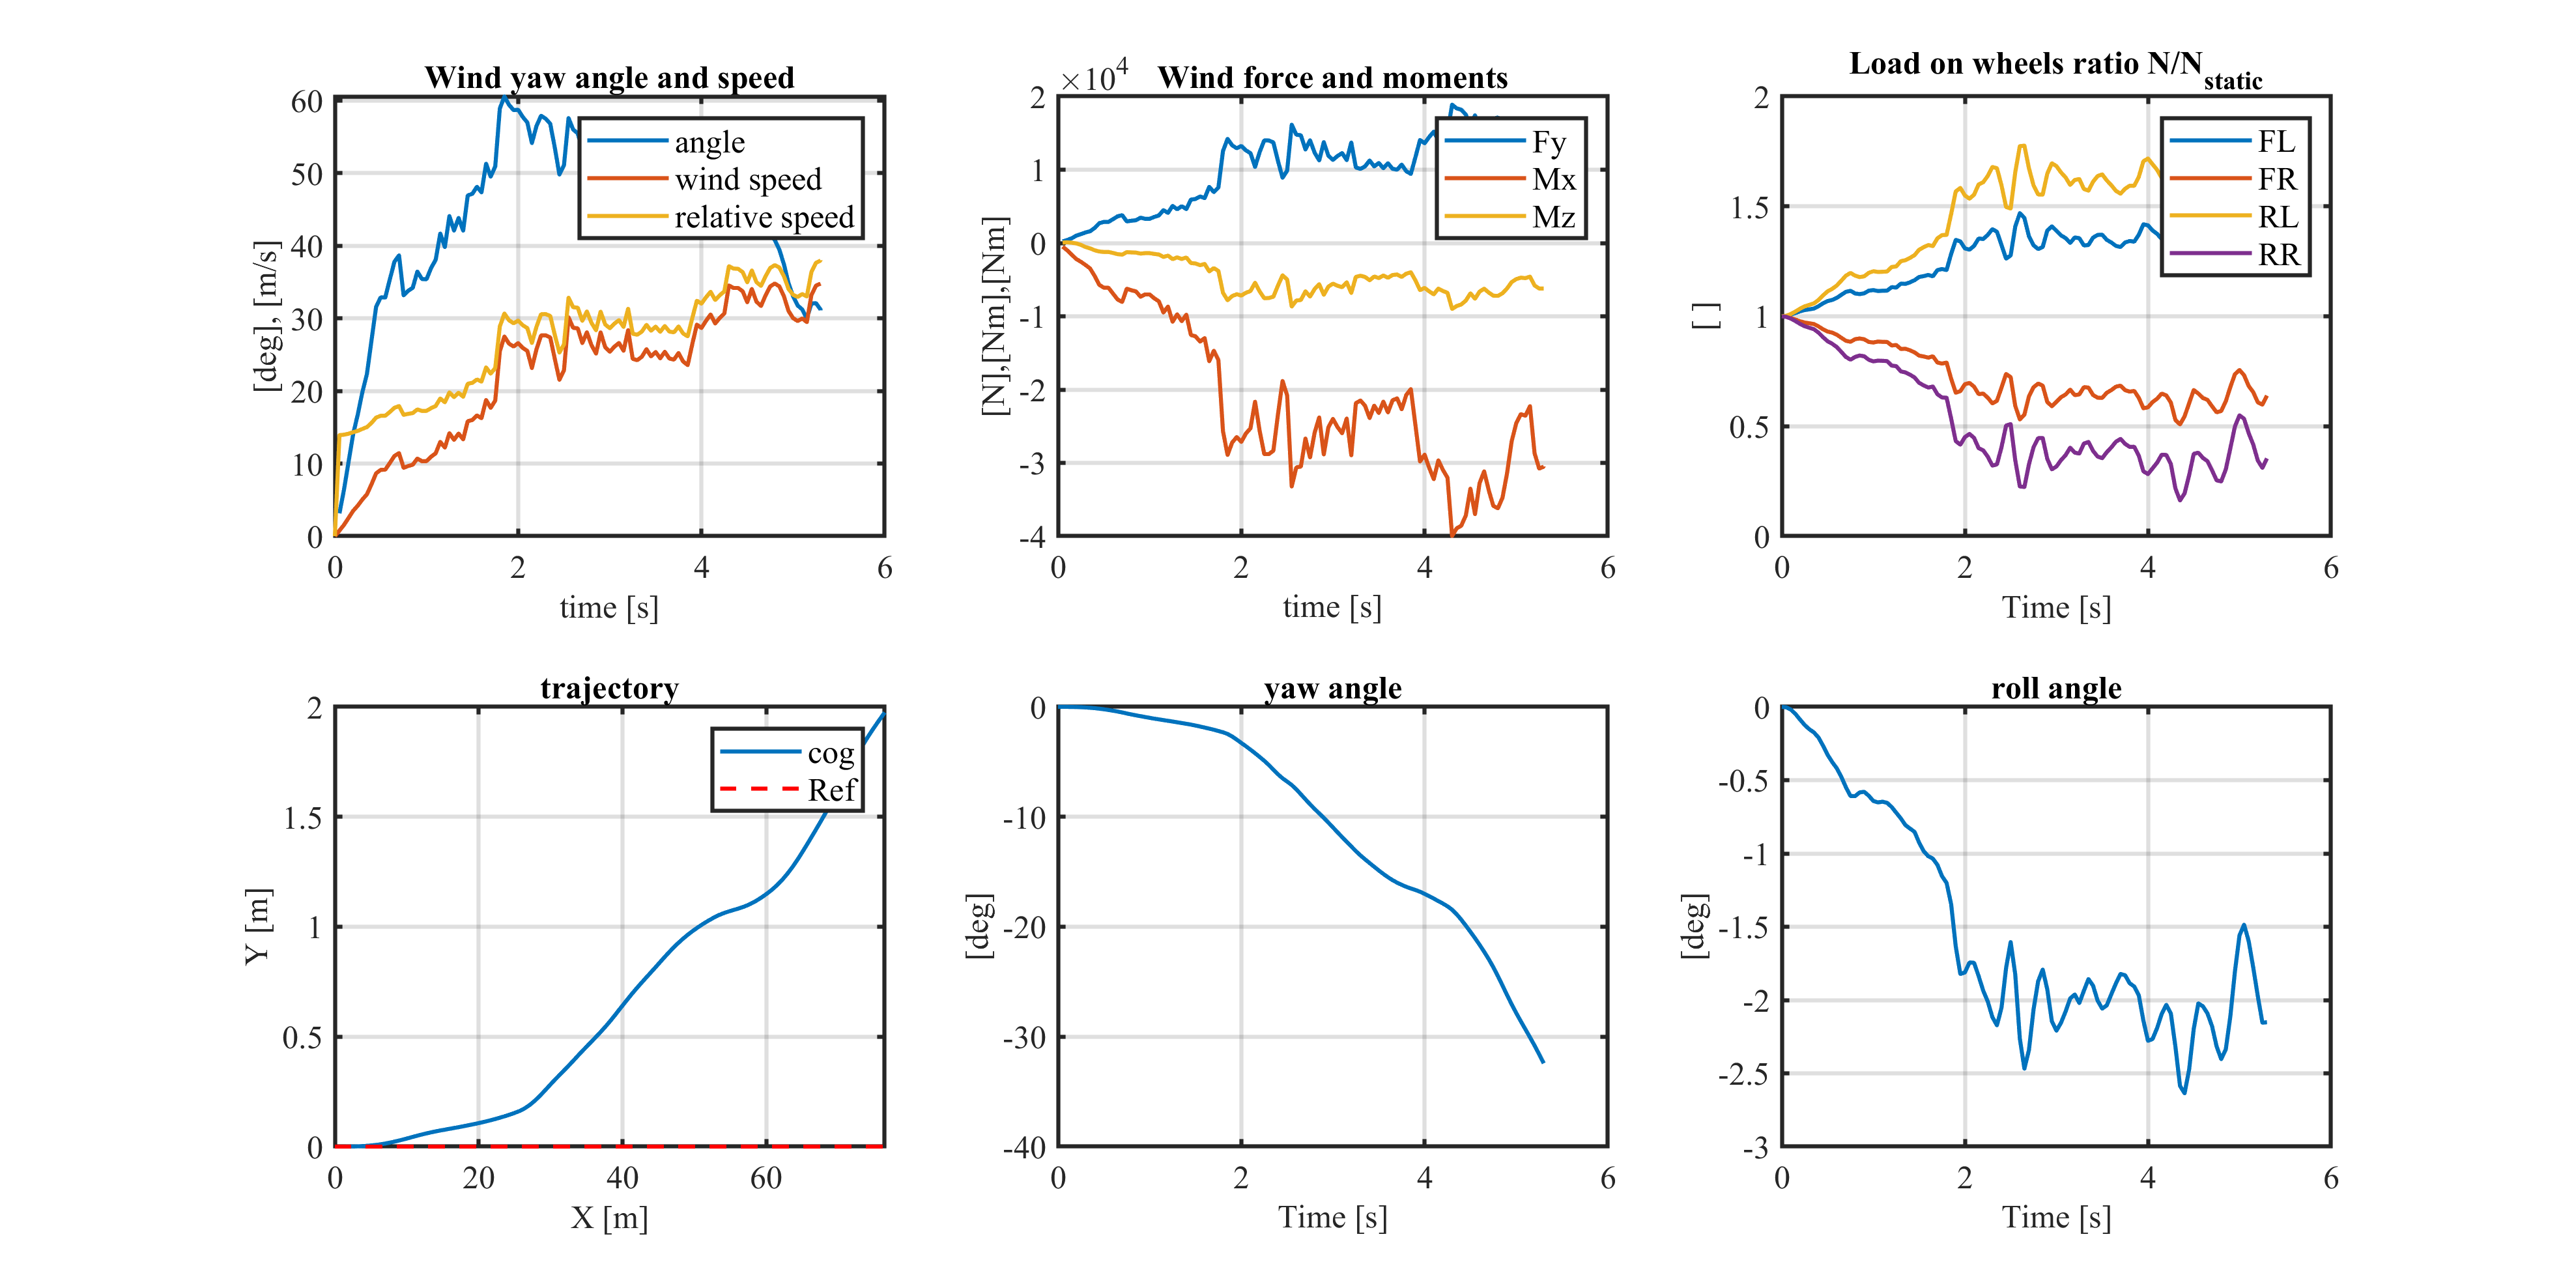 Wind yaw angle and speed
60
50
40
30
20
10
0
[deg], [m/s]
angle
wind speed
relative speed
0 2 4 6
time [s]
×10⁴ Wind force and moments
2
1
0
-1
-2
-3
-4
[N],[Nm],[Nm]
Fy
Mx
Mz
0 2 4 6
time [s]
Load on wheels ratio N/Nstatic
2
1.5
1
0.5
0
[ ]
FL
FR
RL
RR
0 2 4 6
Time [s]
trajectory
2
1.5
1
0.5
0
Y [m]
cog
Ref
0 20 40 60
X [m]
yaw angle
0
-10
-20
-30
-40
[deg]
0 2 4 6
Time [s]
roll angle
0
-0.5
-1
-1.5
-2
-2.5
-3
[deg]
0 2 4 6
Time [s]